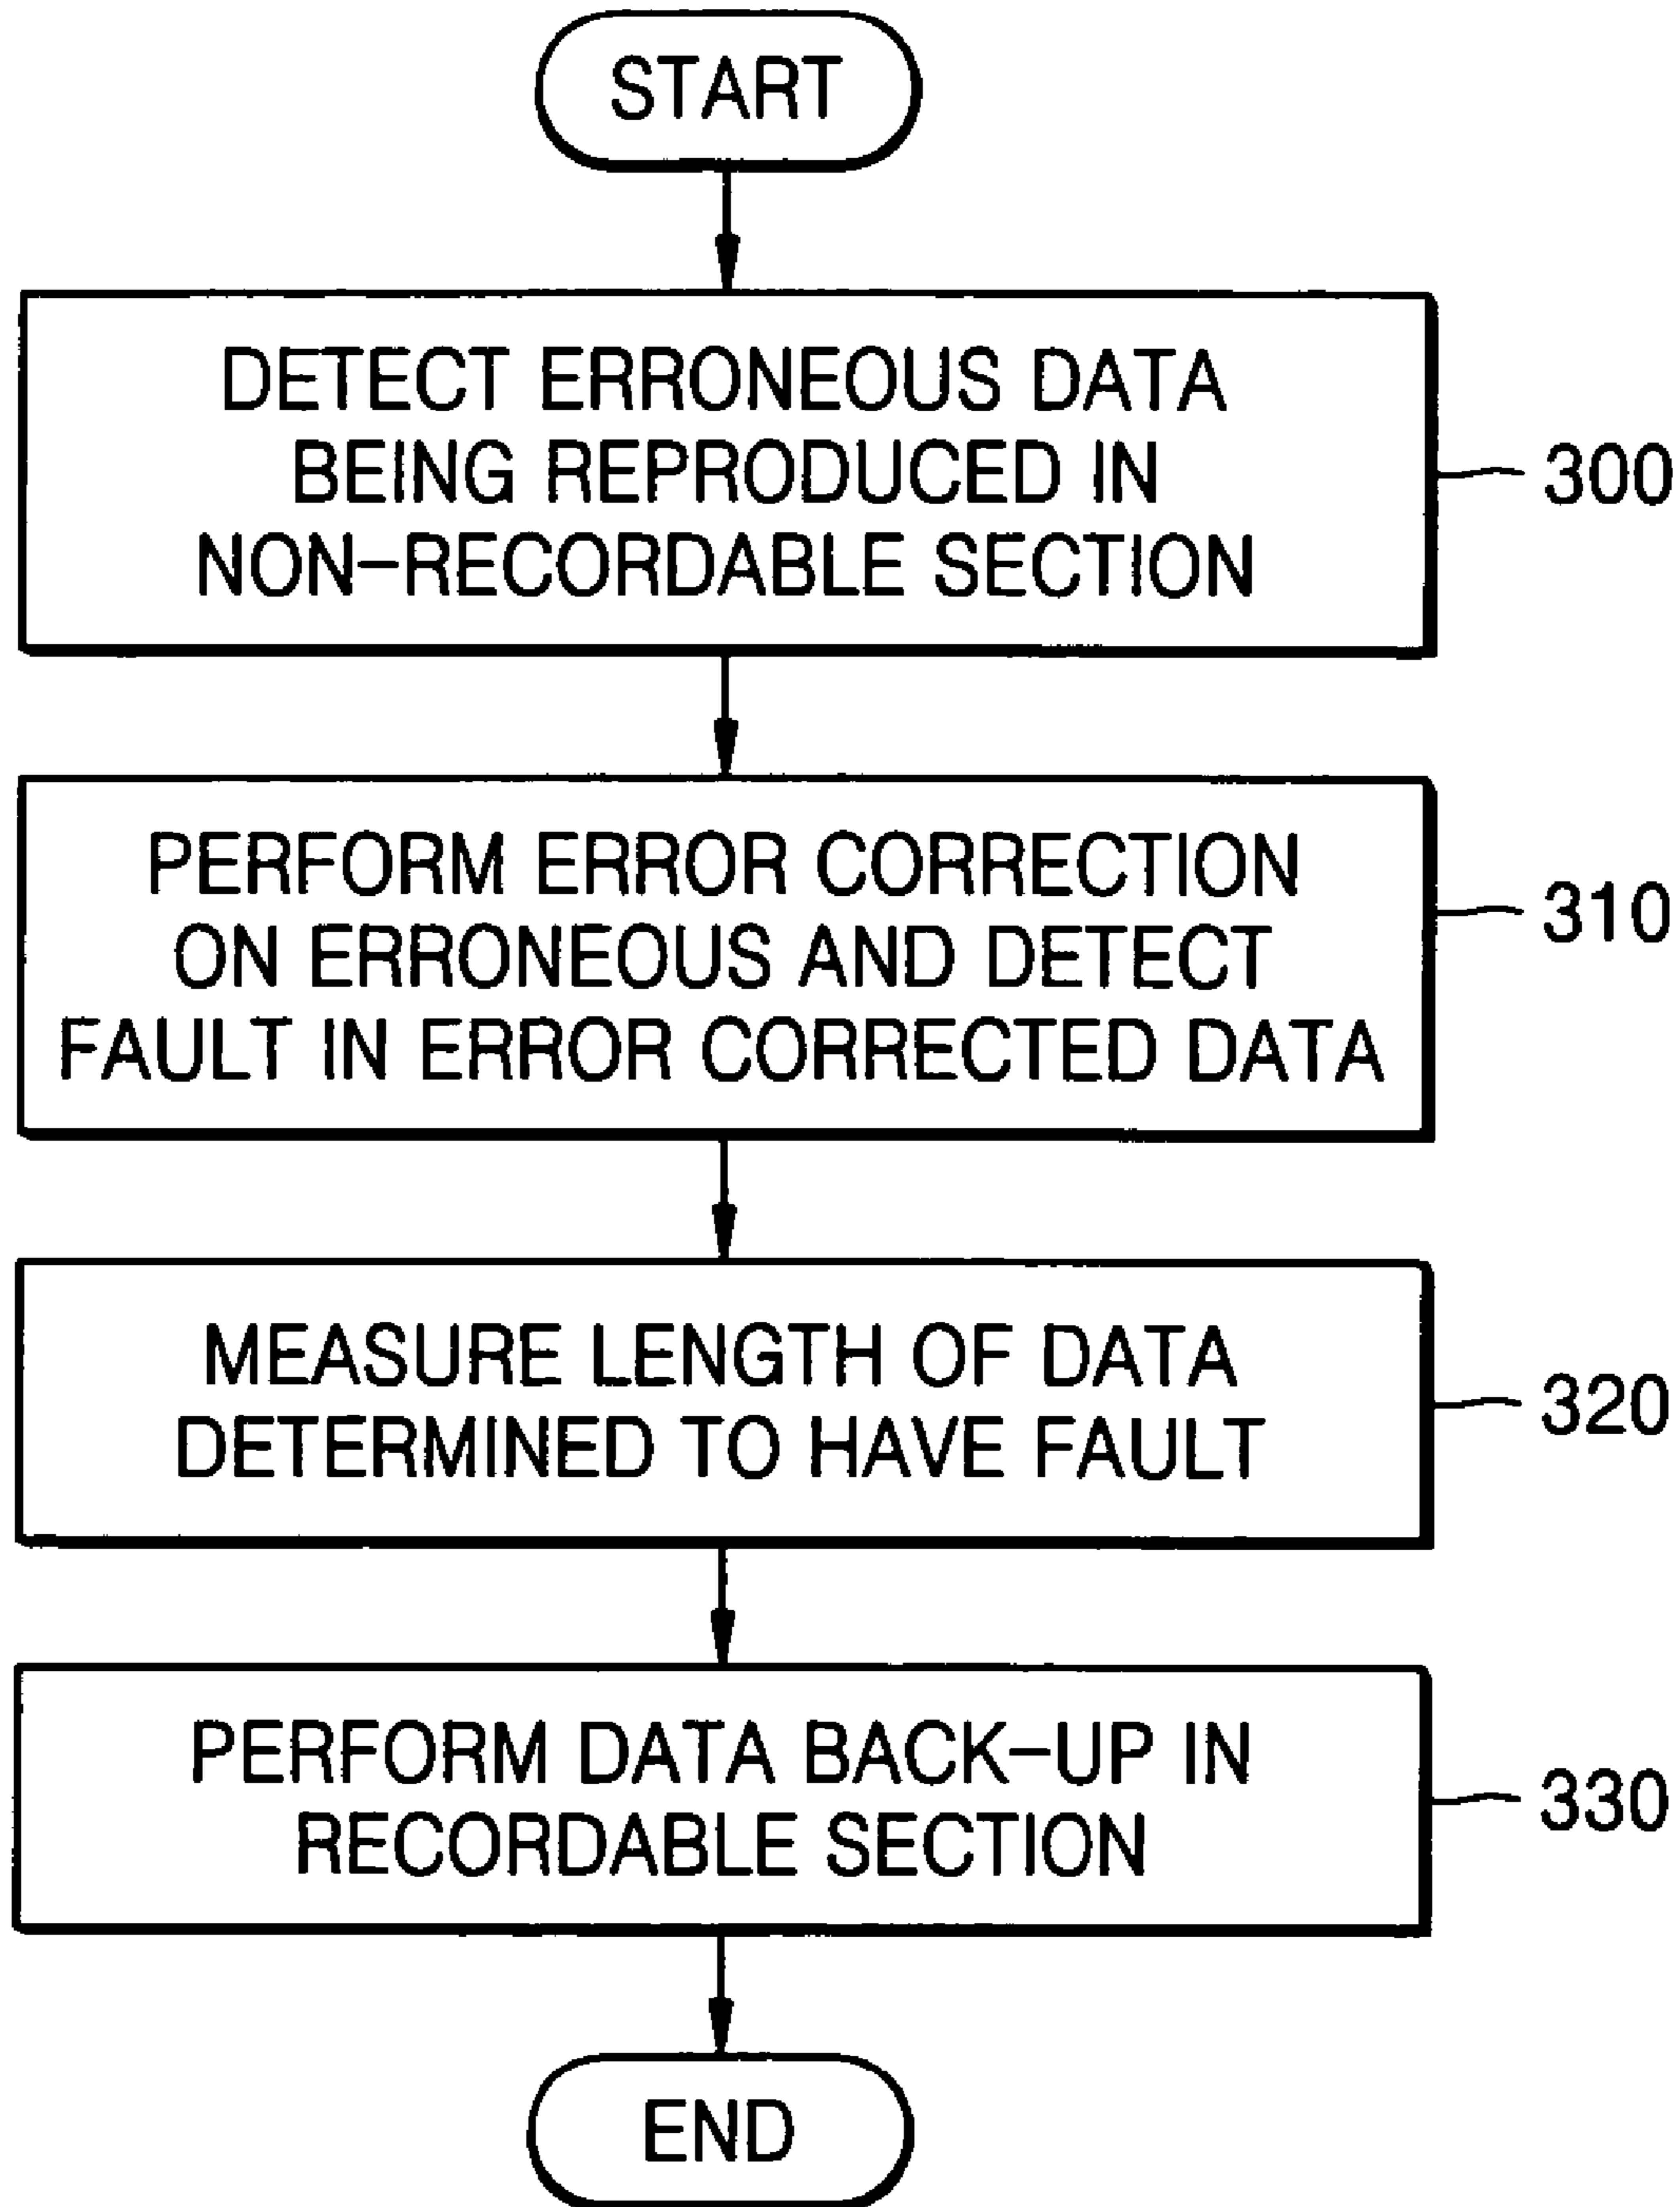 START
DETECT ERRONEOUS DATA
BEING REPRODUCED IN
NON-RECORDABLE SECTION
300
PERFORM ERROR CORRECTION
ON ERRONEOUS AND DETECT
FAULT IN ERROR CORRECTED DATA
310
MEASURE LENGTH OF DATA
DETERMINED TO HAVE FAULT
320
PERFORM DATA BACK-UP IN
RECORDABLE SECTION
330
END